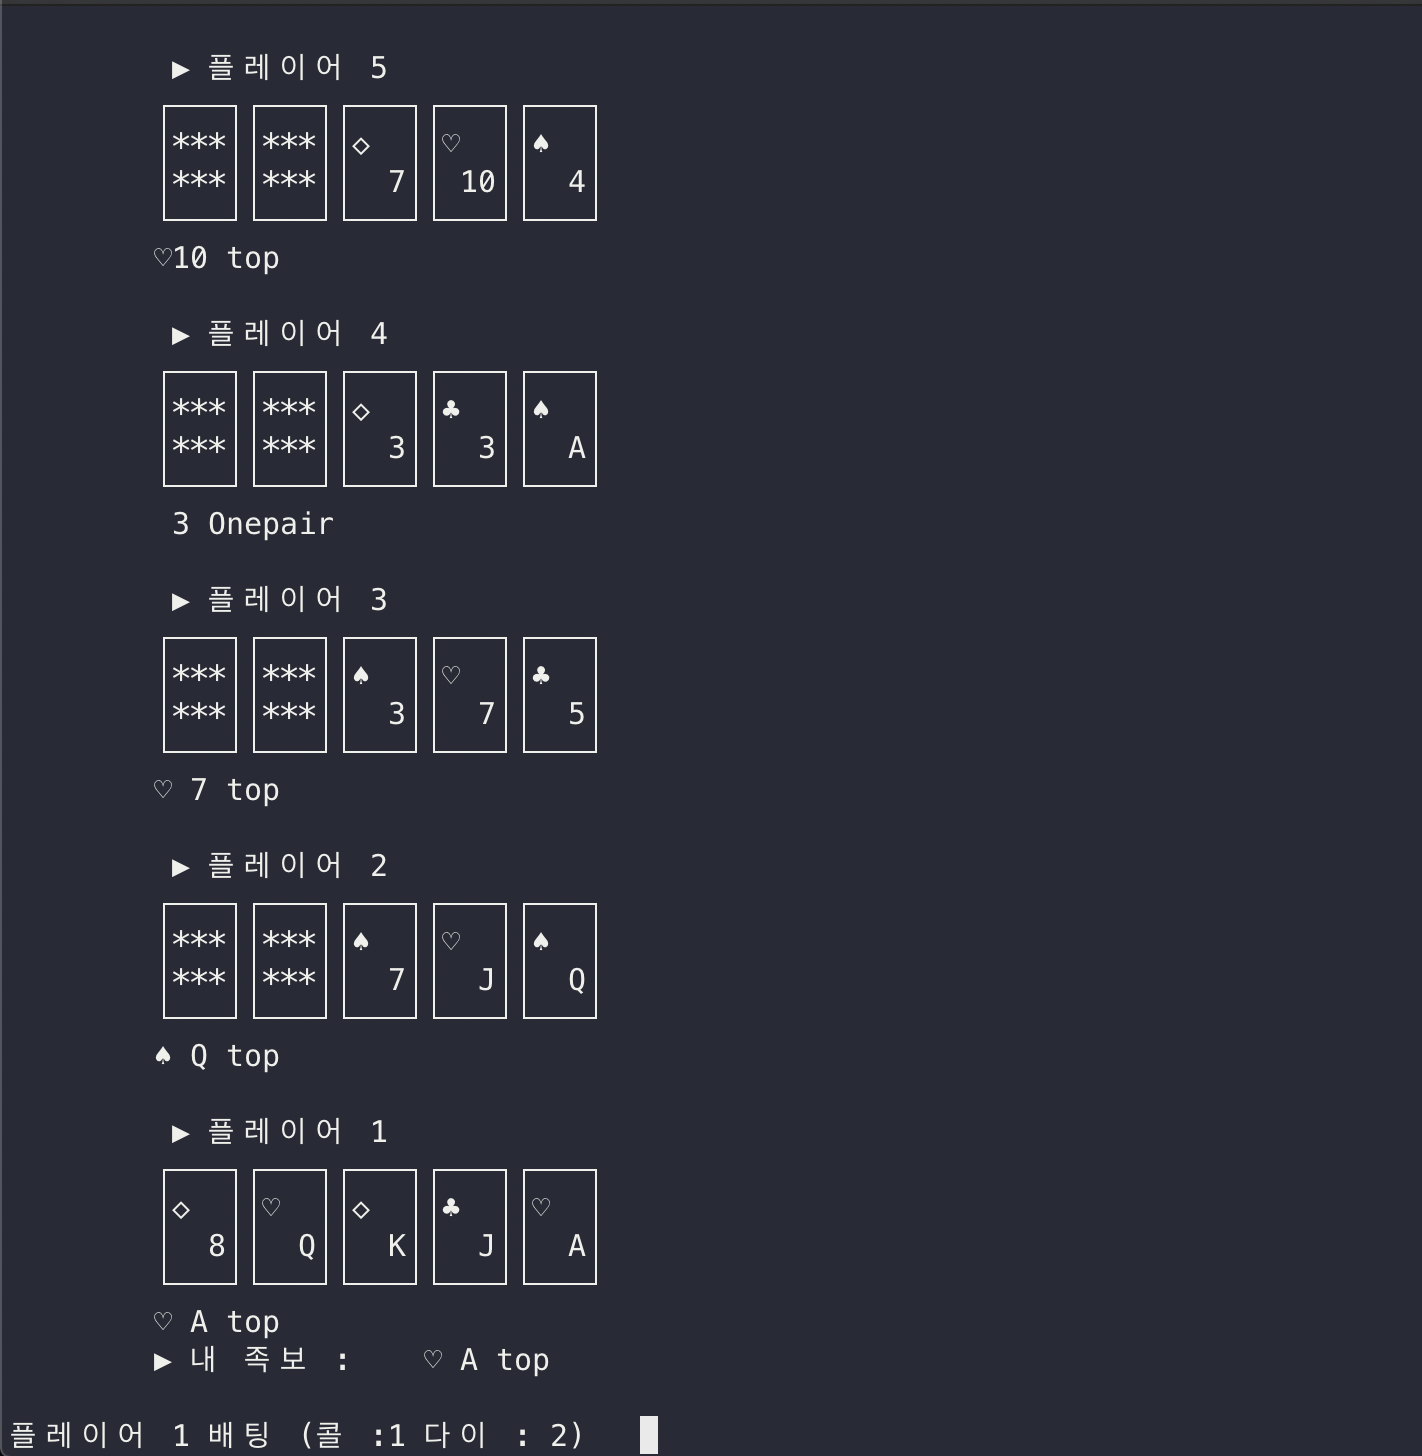 ▶ 플레이어 5
*** *** ◇ ♡ ♠
*** *** 7 10 4
♡10 top
▶ 플레이어 4
*** *** ◇ ♣ ♠
*** *** 3 3 A
3 Onepair
▶ 플레이어 3
*** *** ♠ ♡ ♣
*** *** 3 7 5
♡ 7 top
▶ 플레이어 2
*** *** ♠ ♡ ♠
*** *** 7 J Q
♠ Q top
▶ 플레이어 1
◇ ♡ ◇ ♣ ♡
8 Q K J A
♡ A top
▶ 내 족보 : ♡ A top
플레이어 1 배팅 (콜 :1 다이 : 2)